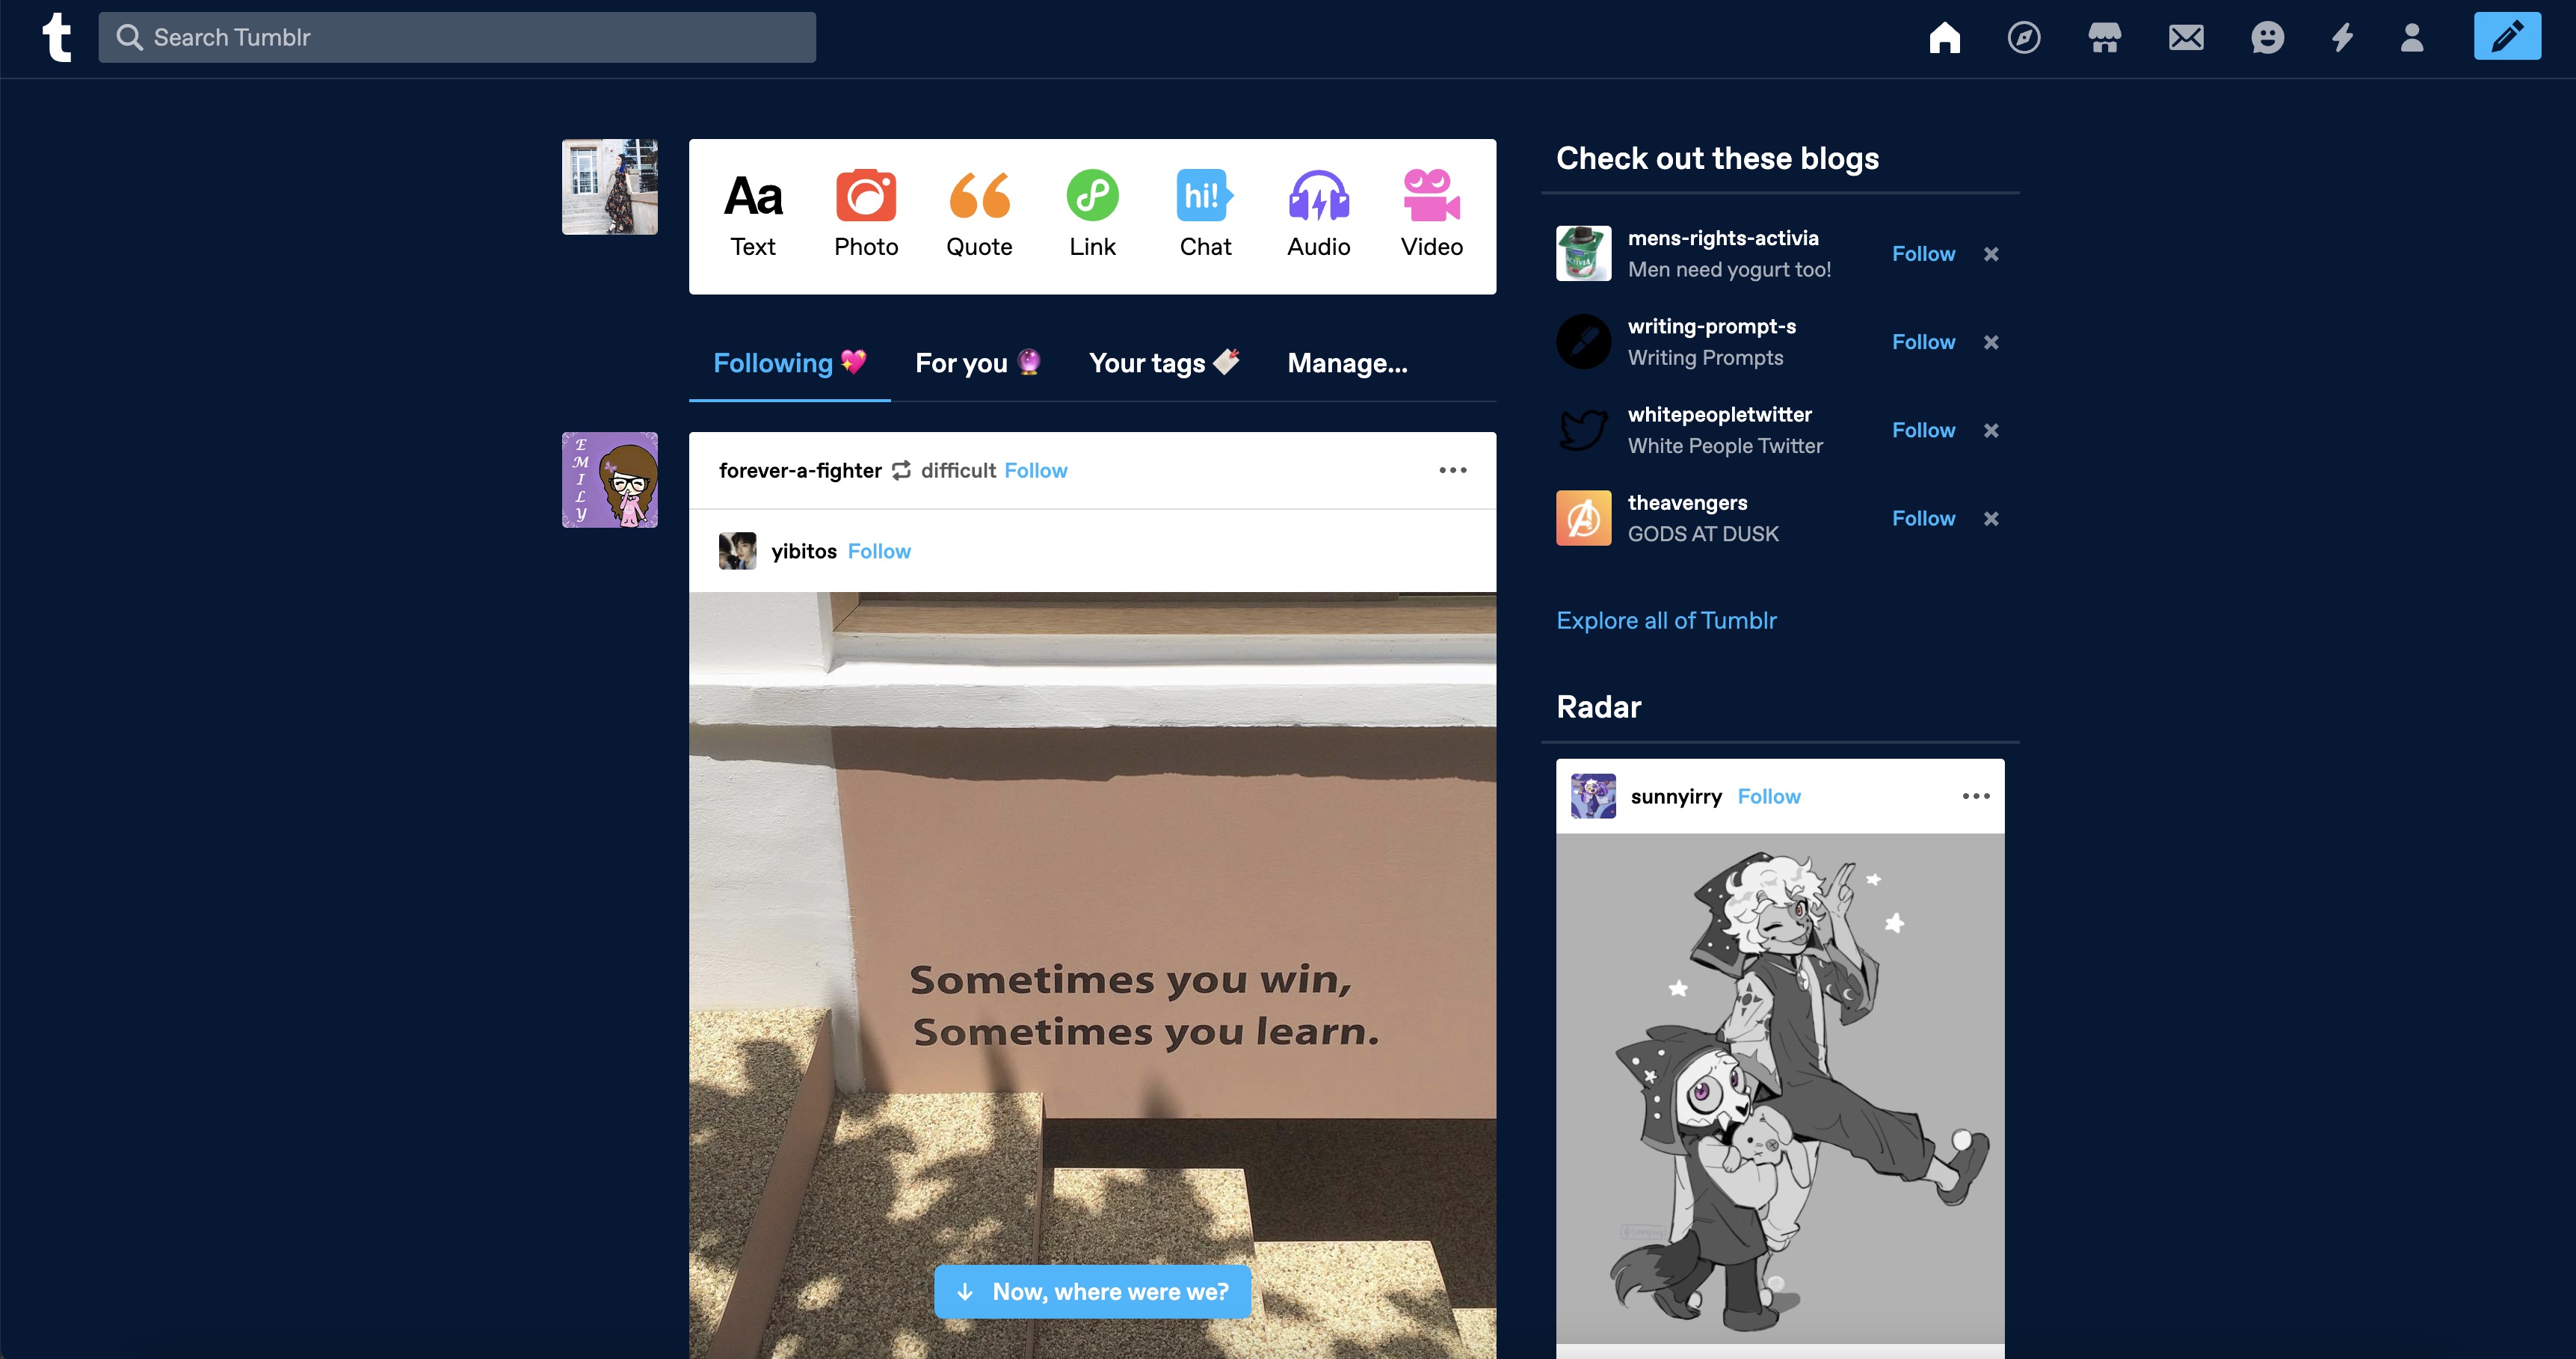 t
Search Tumblr
Aa
hi!
Text
Photo
Quote
Link
Chat
Audio
Video
Following 💖
For you 🔮
Your tags
Manage...
EMILY
forever-a-fighter difficult Follow
yibitos Follow
Sometimes you win,
Sometimes you learn.
Now, where were we?
Check out these blogs
ACTIVIA
mens-rights-activia
Men need yogurt too!
Follow
writing-prompt-s
Writing Prompts
Follow
whitepeopletwitter
White People Twitter
Follow
theavengers
GODS AT DUSK
Follow
Explore all of Tumblr
Radar
sunnyirry Follow